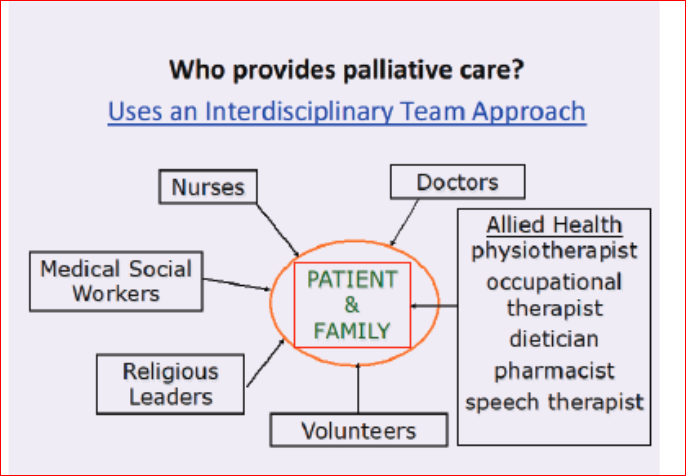 Who provides palliative care?
Uses an Interdisciplinary Team Approach
Nurses
Doctors
Medical Social
Workers
PATIENT
&
FAMILY
Allied Health
physiotherapist
occupational
therapist
dietician
pharmacist
speech therapist
Religious
Leaders
Volunteers